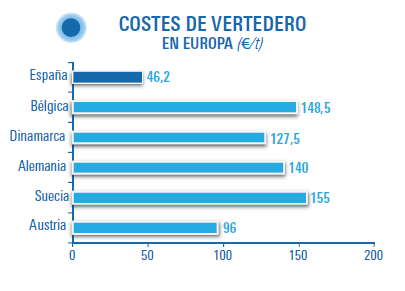 COSTES DE VERTEDERO
EN EUROPA (€/t)
España 46,2
Bélgica 148,5
Dinamarca 127,5
Alemania 140
Suecia 155
Austria 96
0 50 100 150 200